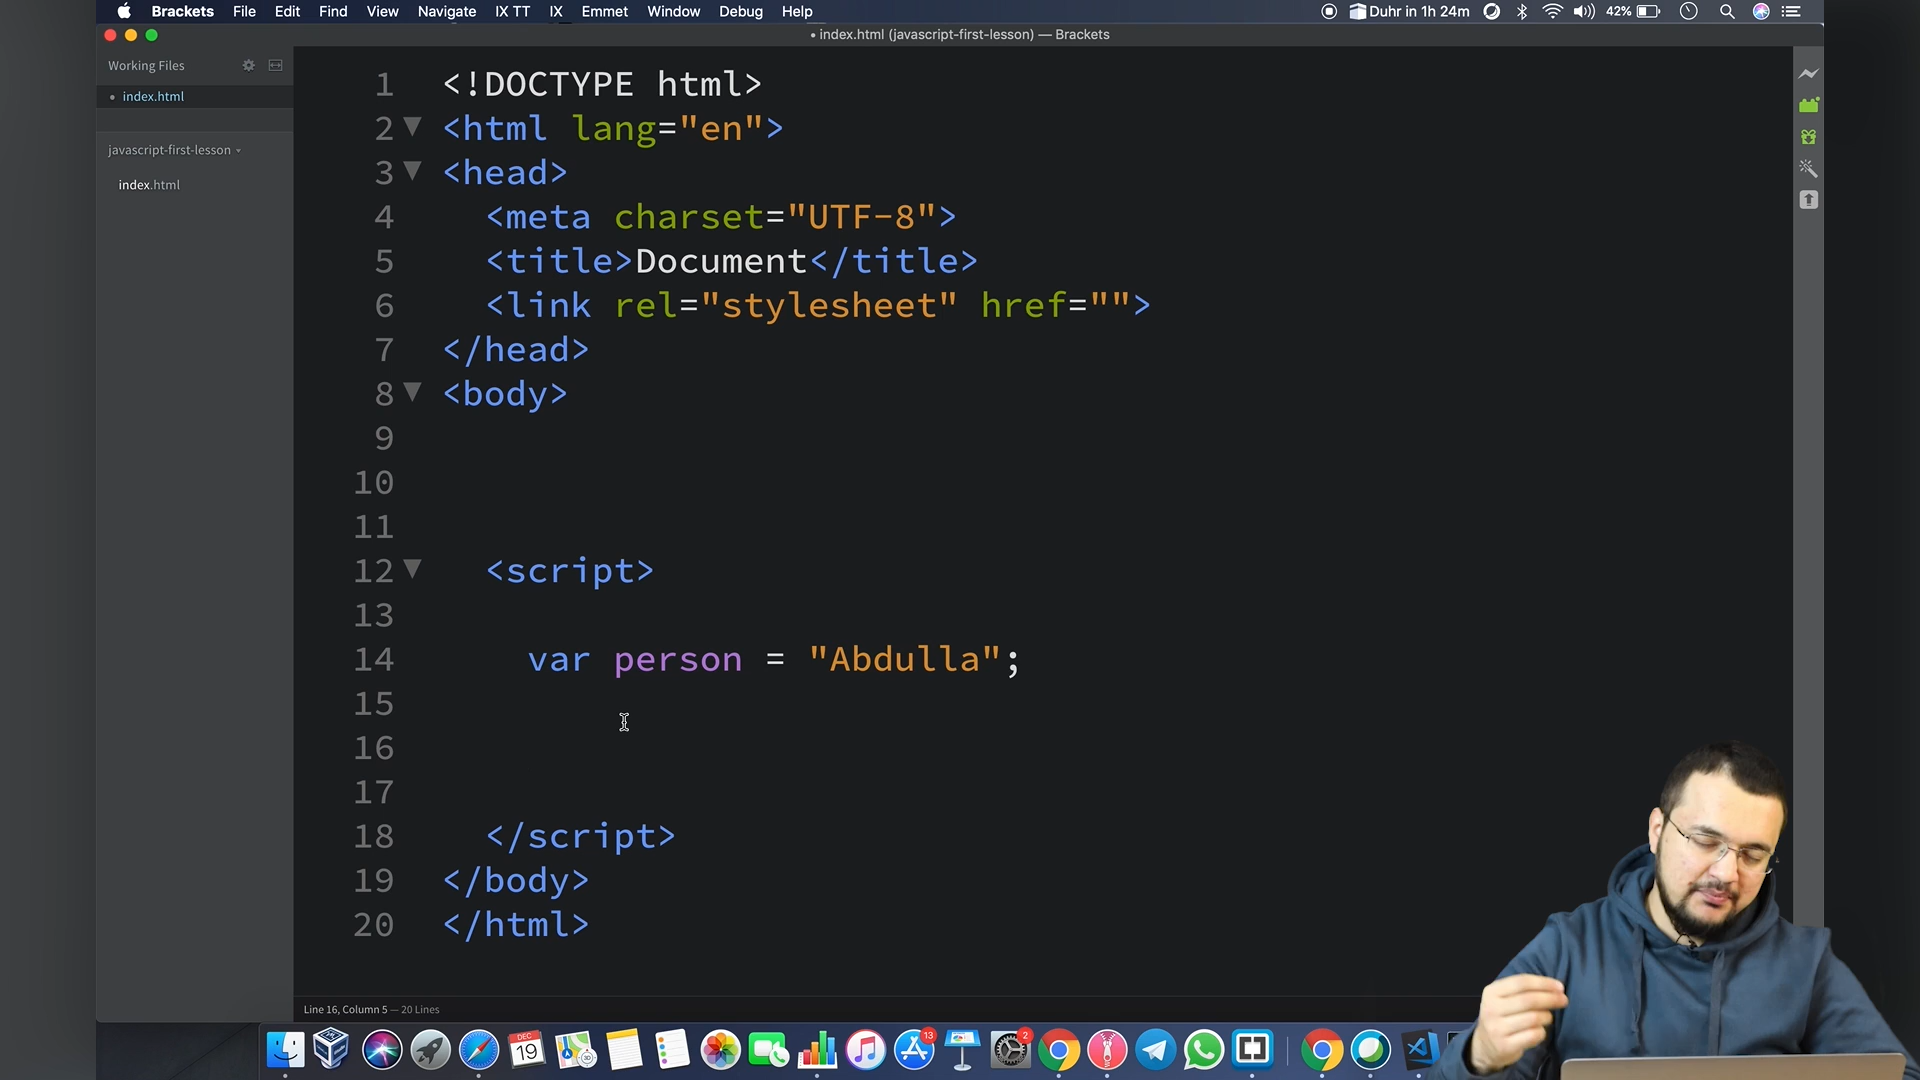 Brackets File Edit Find View Navigate IX TT IX Emmet Window Debug Help Duhr in 1h 24m 42%
• index.html (javascript-first-lesson) — Brackets
Working Files
• index.html
javascript-first-lesson
index.html
1 <!DOCTYPE html>
2 <html lang="en">
3 <head>
4 <meta charset="UTF-8">
5 <title>Document</title>
6 <link rel="stylesheet" href="">
7 </head>
8 <body>
9
10
11
12 <script>
13
14 var person = "Abdulla";
15
16
17
18 </script>
19 </body>
20 </html>
Line 16, Column 5 — 20 Lines
DEC
19
13
2